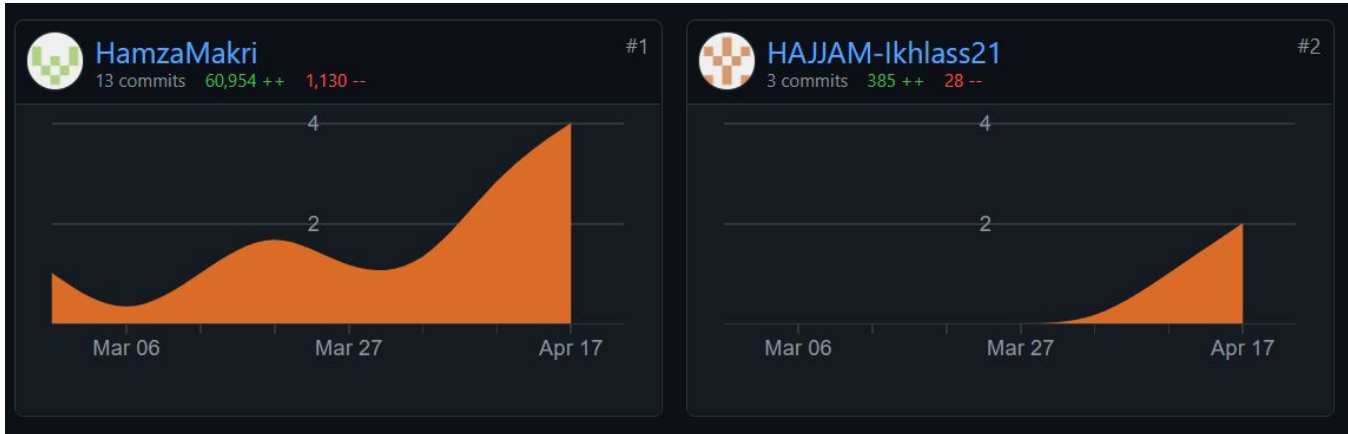 HamzaMakri #1
13 commits 60,954 ++ 1,130 --
4
2
Mar 06 Mar 27 Apr 17
HAJJAM-Ikhlass21 #2
3 commits 385 ++ 28 --
4
2
Mar 06 Mar 27 Apr 17